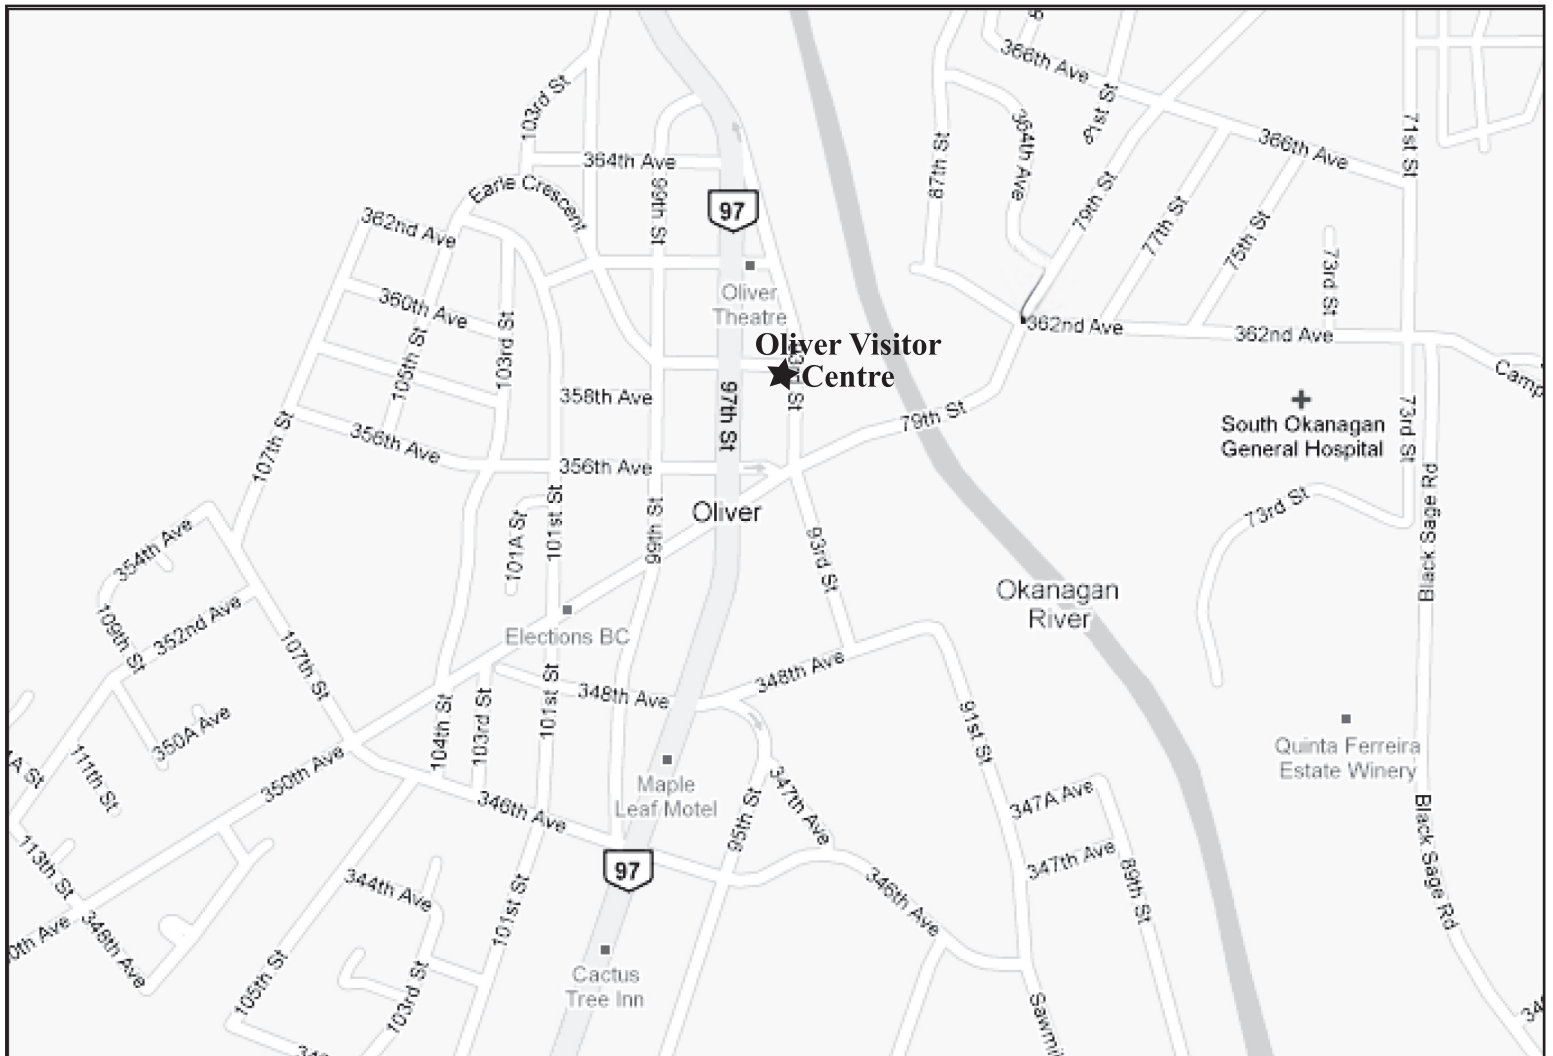 366th Ave
103rd St
81st St
71st St
364th Ave
366th Ave
364th Ave
87th St
Earle Crescent
99th St
97
79th St
77th St
75th St
362nd Ave
73rd St
360th Ave
Oliver
Theatre
362nd Ave
362nd Ave
103rd St
105th St
Oliver Visitor
Centre
93rd St
Camp
358th Ave
97th St
79th St
South Okanagan
General Hospital
73rd St
107th St
356th Ave
356th Ave
Oliver
101st St
99th St
101A St
73rd St
Black Sage Rd
354th Ave
93rd St
Okanagan
River
352nd Ave
109th St
Elections BC
107th St
348th Ave
348th Ave
101st St
104th St
103rd St
91st St
350A Ave
Quinta Ferreira
Estate Winery
A St
111th St
350th Ave
Maple
Leaf Motel
347th Ave
95th St
347A Ave
346th Ave
Black Sage Rd
113th St
97
347th Ave
89th St
344th Ave
346th Ave
101st St
0th Ave
348th Ave
Cactus
Tree Inn
105th St
103rd St
Sawmil
34